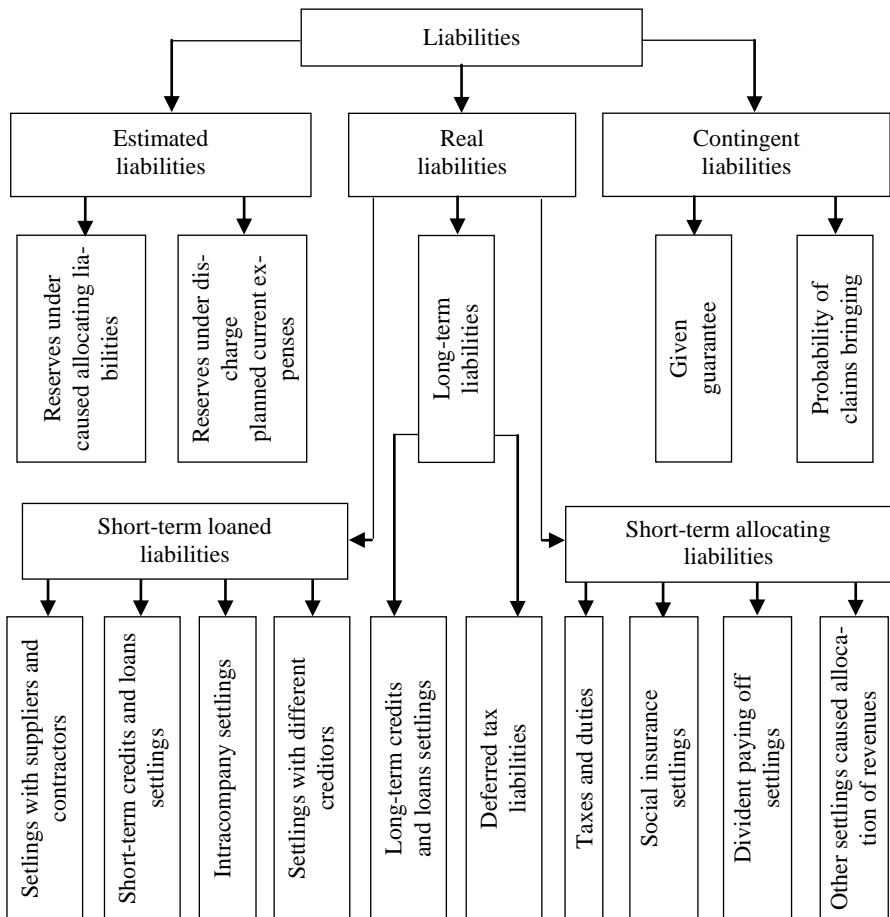 Liabilities
Estimated
liabilities
Real
liabilities
Contingent
liabilities
Reserves under
caused allocating lia-
bilities
Reserves under dis-
charge
planned current ex-
penses
Long-term
liabilities
Given
guarantee
Probability of
claims bringing
Short-term loaned
liabilities
Short-term allocating
liabilities
Setlings with suppliers and
contractors
Short-term credits and loans
settlings
Intracompany settlings
Settlings with different
creditors
Long-term credits
and loans settlings
Deferred tax
liabilities
Taxes and duties
Social insurance
settlings
Divident paying off
settlings
Other settlings caused alloca-
tion of revenues